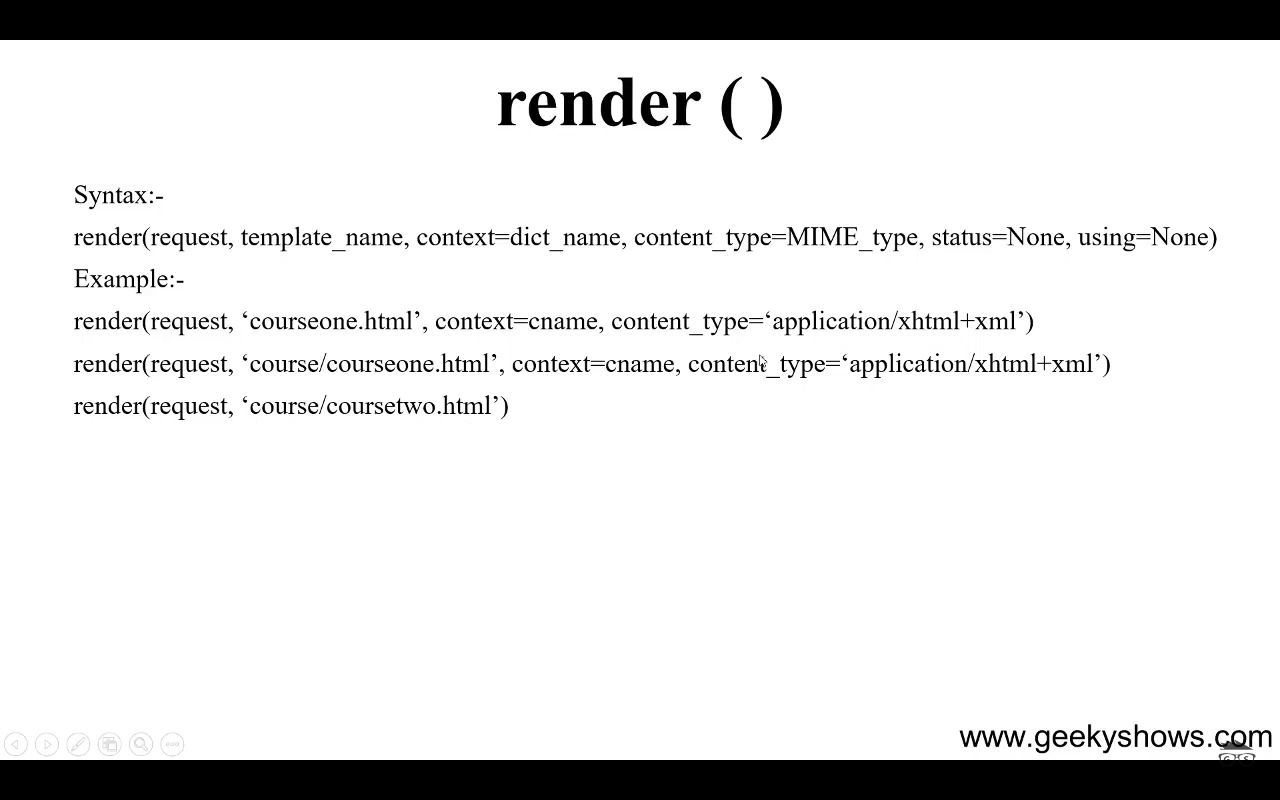 render ( )
Syntax:-
render(request, template_name, context=dict_name, content_type=MIME_type, status=None, using=None)
Example:-
render(request, ‘courseone.html’, context=cname, content_type=‘application/xhtml+xml’)
render(request, ‘course/courseone.html’, context=cname, content_type=‘application/xhtml+xml’)
render(request, ‘course/coursetwo.html’)
www.geekyshows.com
GS